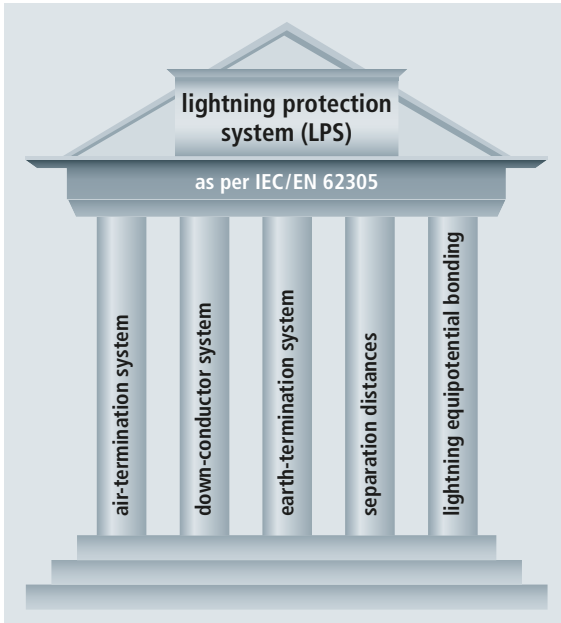 lightning protection
system (LPS)
as per IEC/EN 62305
air-termination system
down-conductor system
earth-termination system
separation distances
lightning equipotential bonding